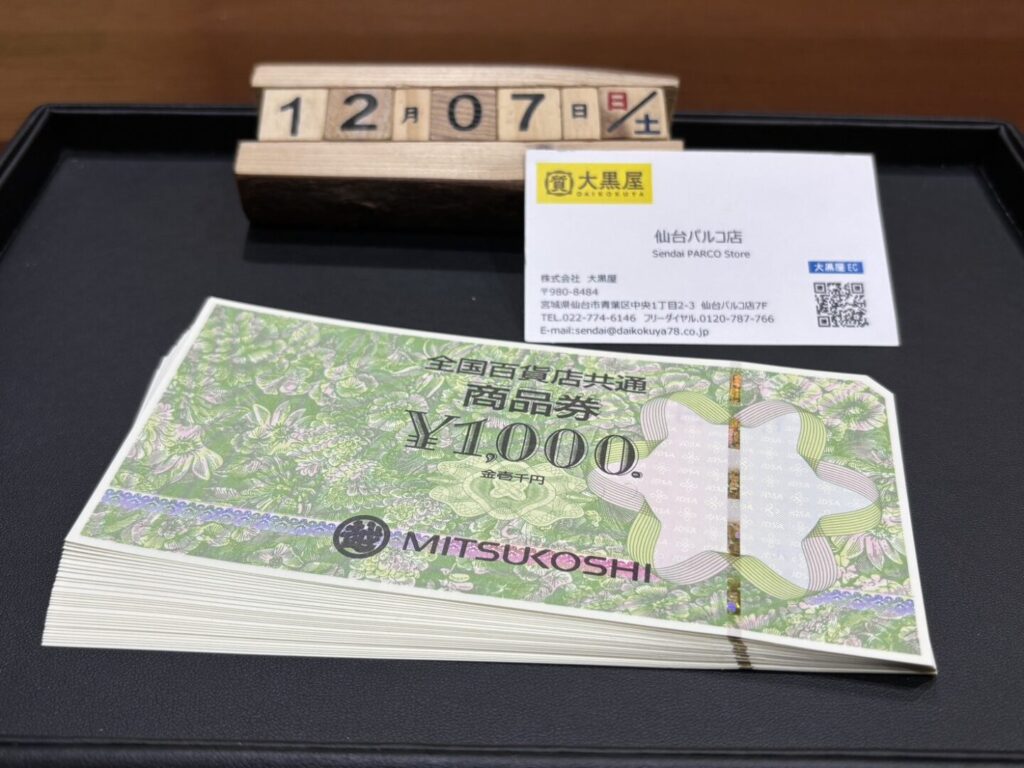 12月07日 日/土
質 大黒屋
DAIKOKUYA
仙台パルコ店
Sendai PARCO Store
大黒屋 EC
株式会社 大黒屋
〒980-8484
宮城県仙台市青葉区中央1丁目2-3 仙台パルコ店7F
TEL.022-774-6146 フリーダイヤル.0120-787-766
E-mail:sendai@daikokuya78.co.jp
全国百貨店共通
商品券
¥1,000.
金壱千円
越 MITSUKOSHI
JDSA